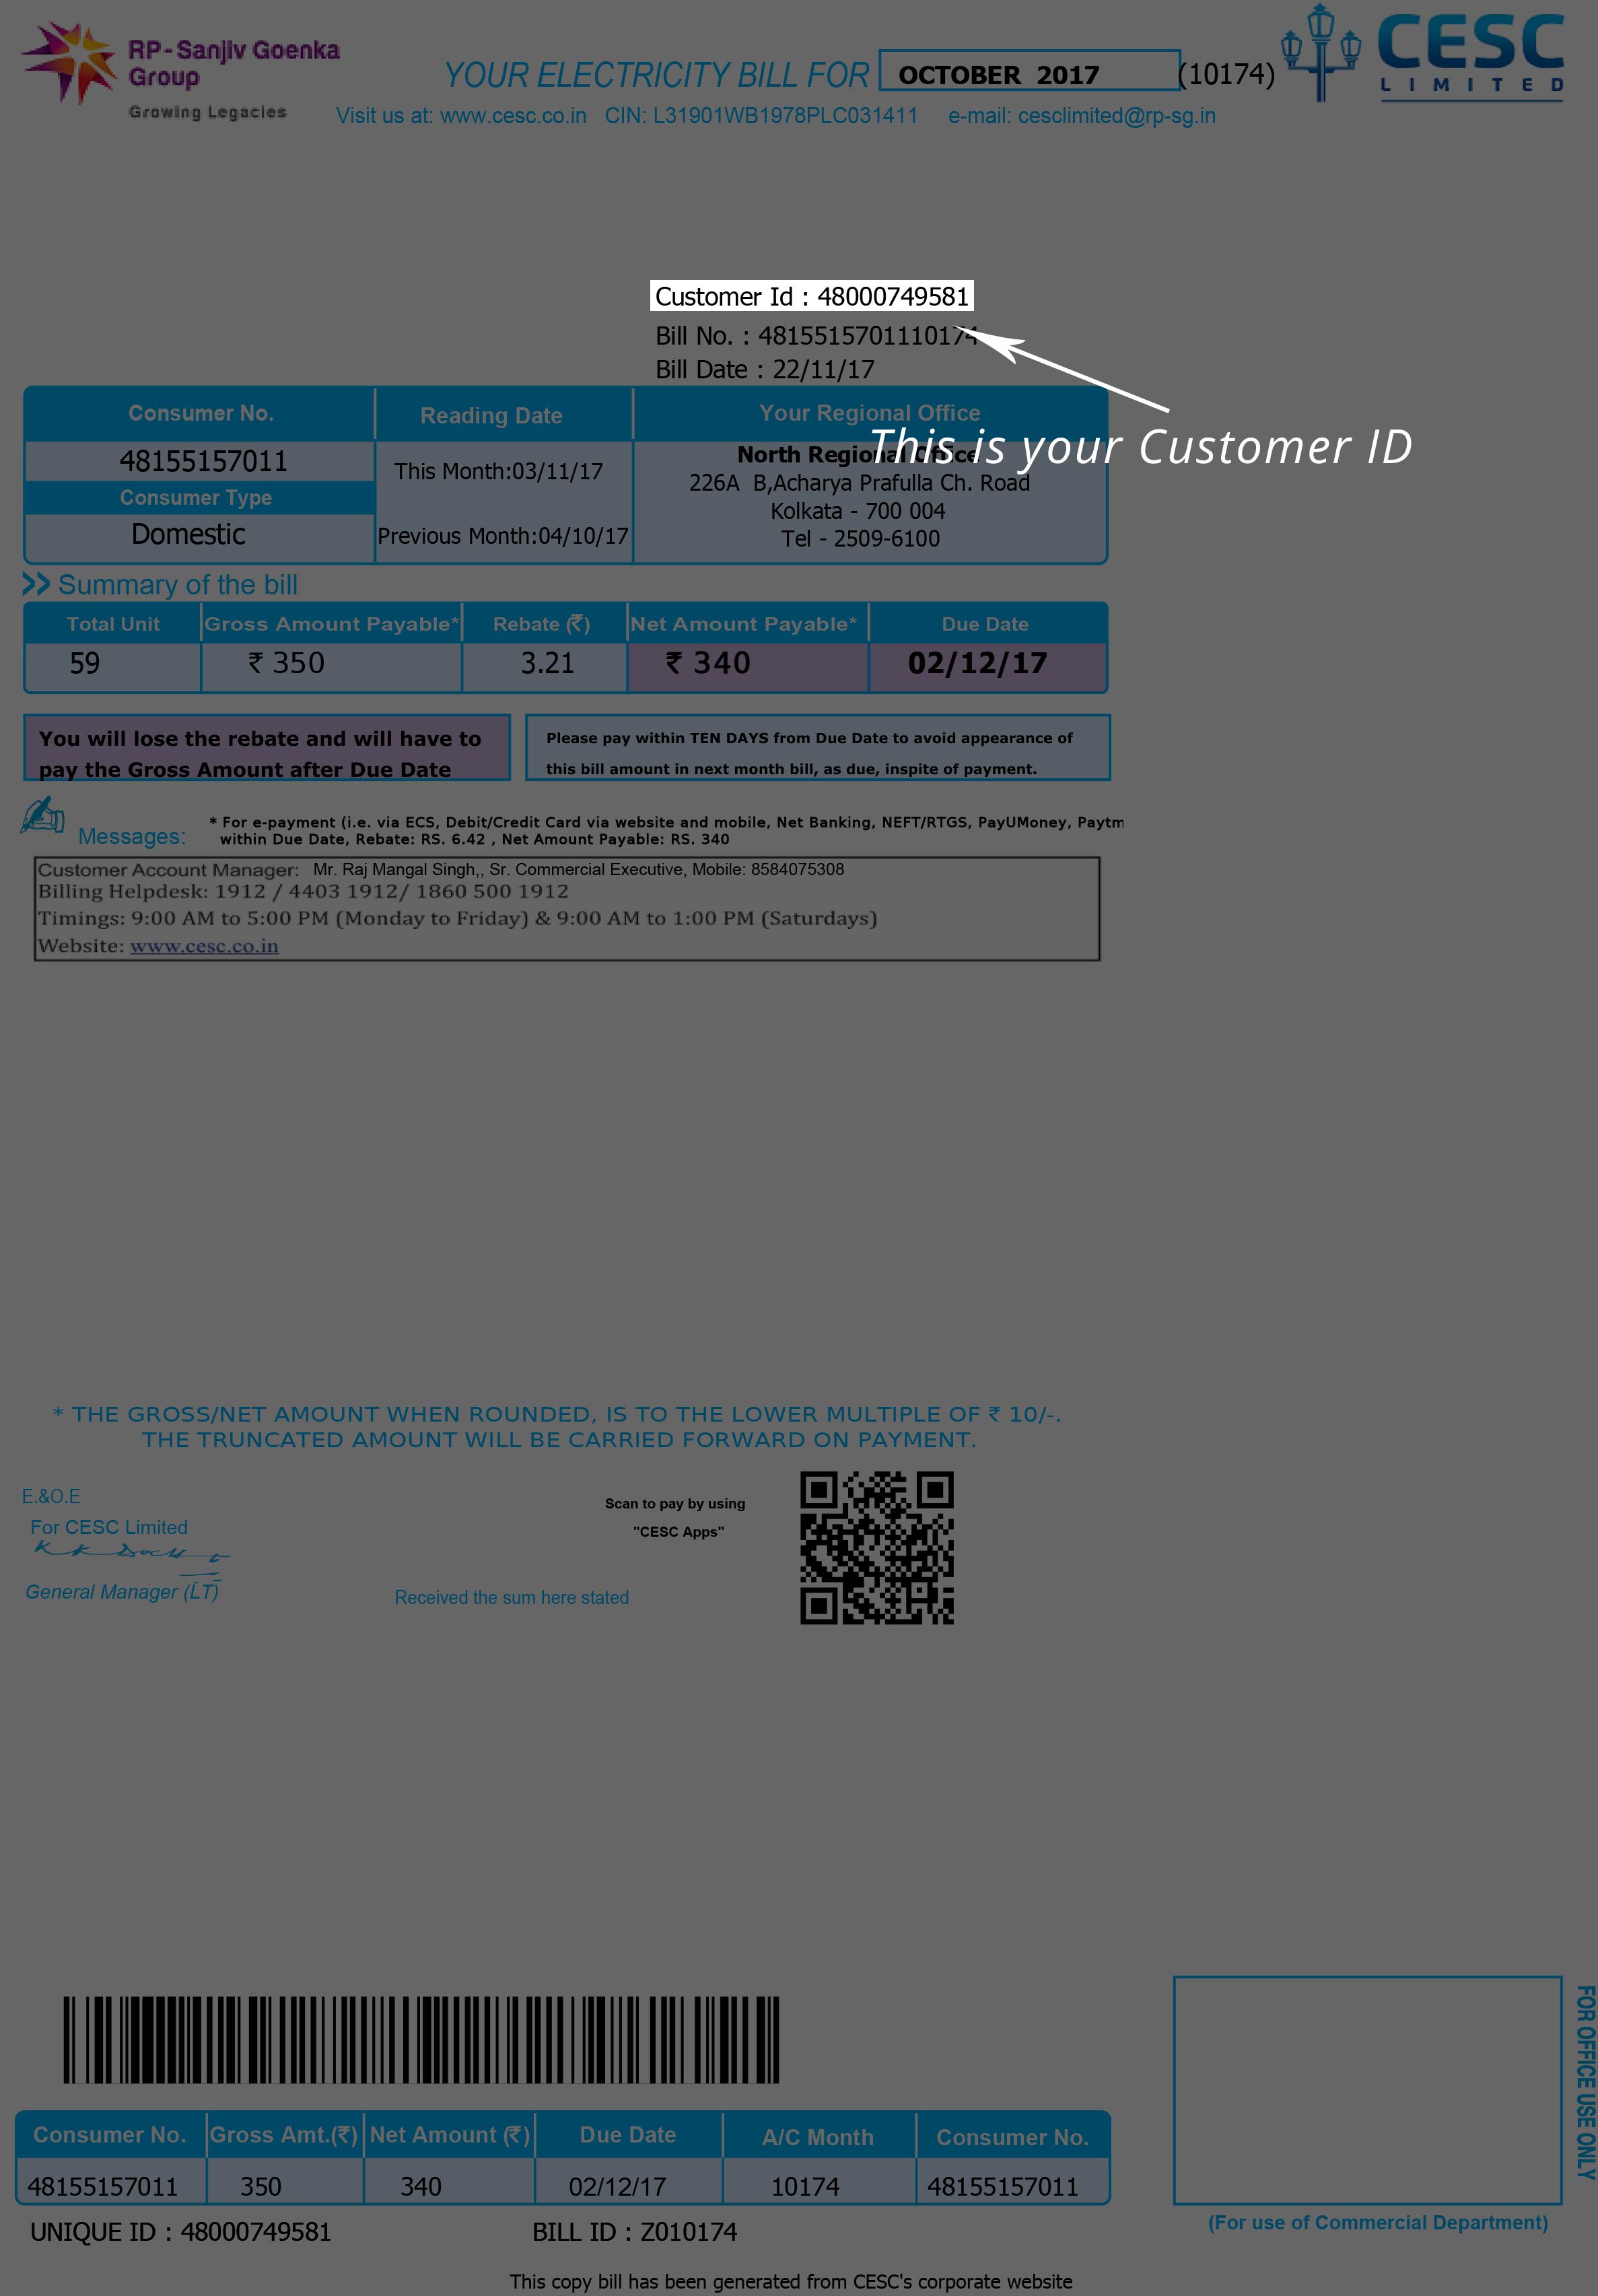 RP-Sanjiv Goenka
Group
Growing Legacies
YOUR ELECTRICITY BILL FOR OCTOBER 2017 (10174)
CESC
LIMITED
Visit us at: www.cesc.co.in CIN: L31901WB1978PLC031411 e-mail: cesclimited@rp-sg.in
Customer Id : 48000749581
Bill No. : 4815515701110174
Bill Date : 22/11/17
This is your Customer ID
Consumer No. Reading Date Your Regional Office
48155157011 This Month:03/11/17 North Regional Office
226A B,Acharya Prafulla Ch. Road
Consumer Type Kolkata - 700 004
Domestic Previous Month:04/10/17 Tel - 2509-6100
Summary of the bill
Total Unit Gross Amount Payable* Rebate (₹) Net Amount Payable* Due Date
59 ₹ 350 3.21 ₹ 340 02/12/17
You will lose the rebate and will have to
pay the Gross Amount after Due Date
Please pay within TEN DAYS from Due Date to avoid appearance of
this bill amount in next month bill, as due, inspite of payment.
Messages:
* For e-payment (i.e. via ECS, Debit/Credit Card via website and mobile, Net Banking, NEFT/RTGS, PayUMoney, Paytm
within Due Date, Rebate: RS. 6.42 , Net Amount Payable: RS. 340
Customer Account Manager: Mr. Raj Mangal Singh,, Sr. Commercial Executive, Mobile: 8584075308
Billing Helpdesk: 1912 / 4403 1912/ 1860 500 1912
Timings: 9:00 AM to 5:00 PM (Monday to Friday) & 9:00 AM to 1:00 PM (Saturdays)
Website: www.cesc.co.in
* THE GROSS/NET AMOUNT WHEN ROUNDED, IS TO THE LOWER MULTIPLE OF ₹ 10/-.
THE TRUNCATED AMOUNT WILL BE CARRIED FORWARD ON PAYMENT.
E.&O.E
For CESC Limited
General Manager (LT)
Scan to pay by using
"CESC Apps"
Received the sum here stated
Consumer No. Gross Amt.(₹) Net Amount (₹) Due Date A/C Month Consumer No.
48155157011 350 340 02/12/17 10174 48155157011
UNIQUE ID : 48000749581 BILL ID : Z010174
FOR OFFICE USE ONLY
(For use of Commercial Department)
This copy bill has been generated from CESC's corporate website